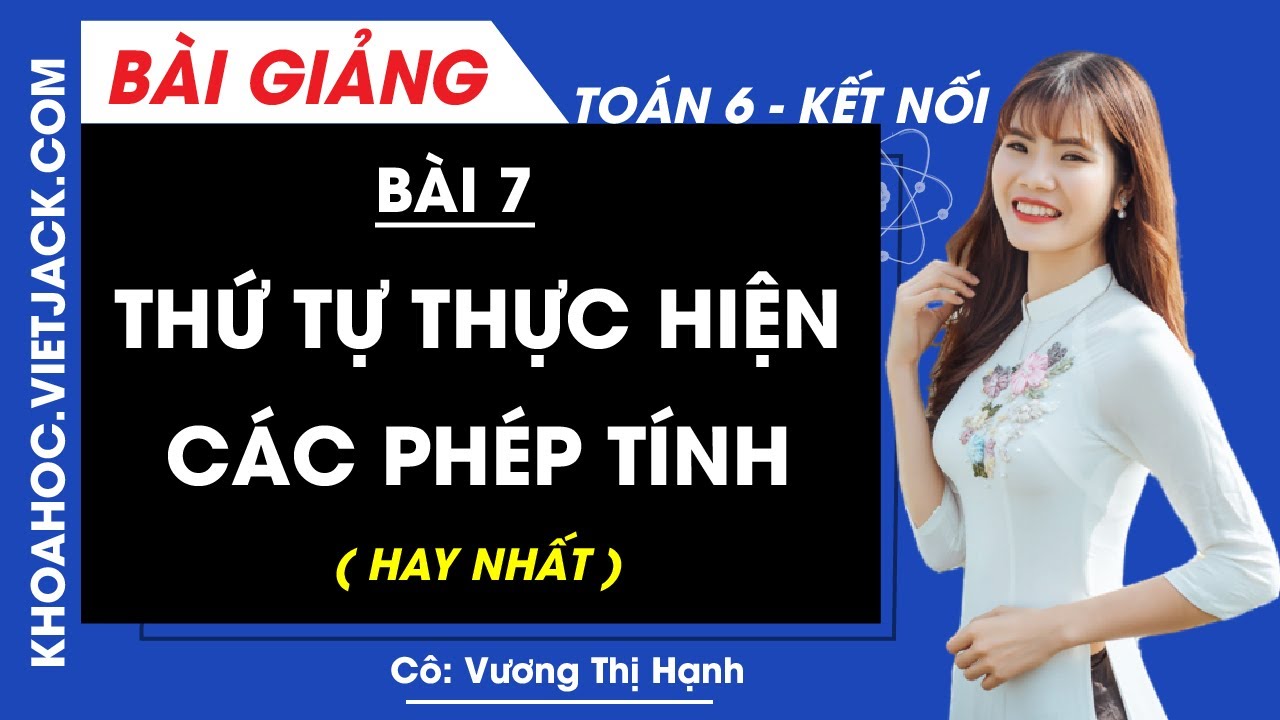 KHOAHOC.VIETJACK.COM
BÀI GIẢNG
TOÁN 6 - KẾT NỐI
BÀI 7
THỨ TỰ THỰC HIỆN
CÁC PHÉP TÍNH
( HAY NHẤT )
Cô: Vương Thị Hạnh